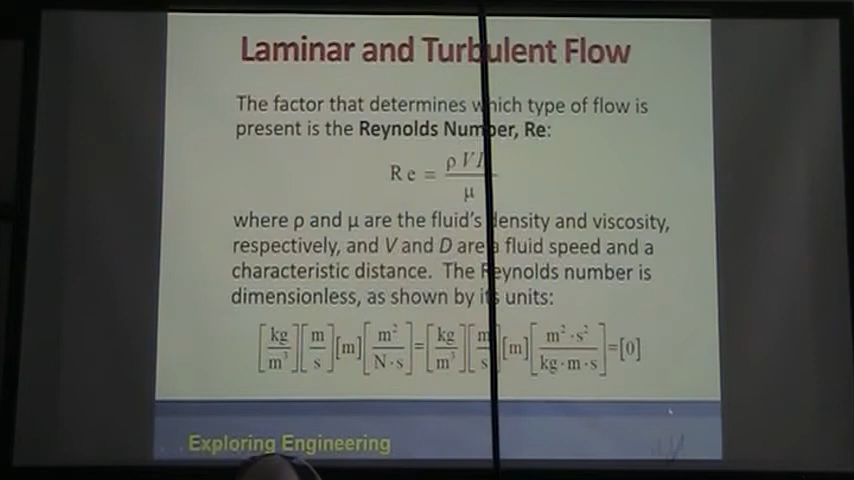 Laminar and Turbulent Flow
The factor that determines which type of flow is
present is the Reynolds Number, Re:
Re = ρ V D / μ
where ρ and μ are the fluid's density and viscosity,
respectively, and V and D are a fluid speed and a
characteristic distance. The Reynolds number is
dimensionless, as shown by its units:
[kg/m³][m/s][m][m²/N·s]=[kg/m³][m/s][m][m²·s²/kg·m·s]=[0]
Exploring Engineering